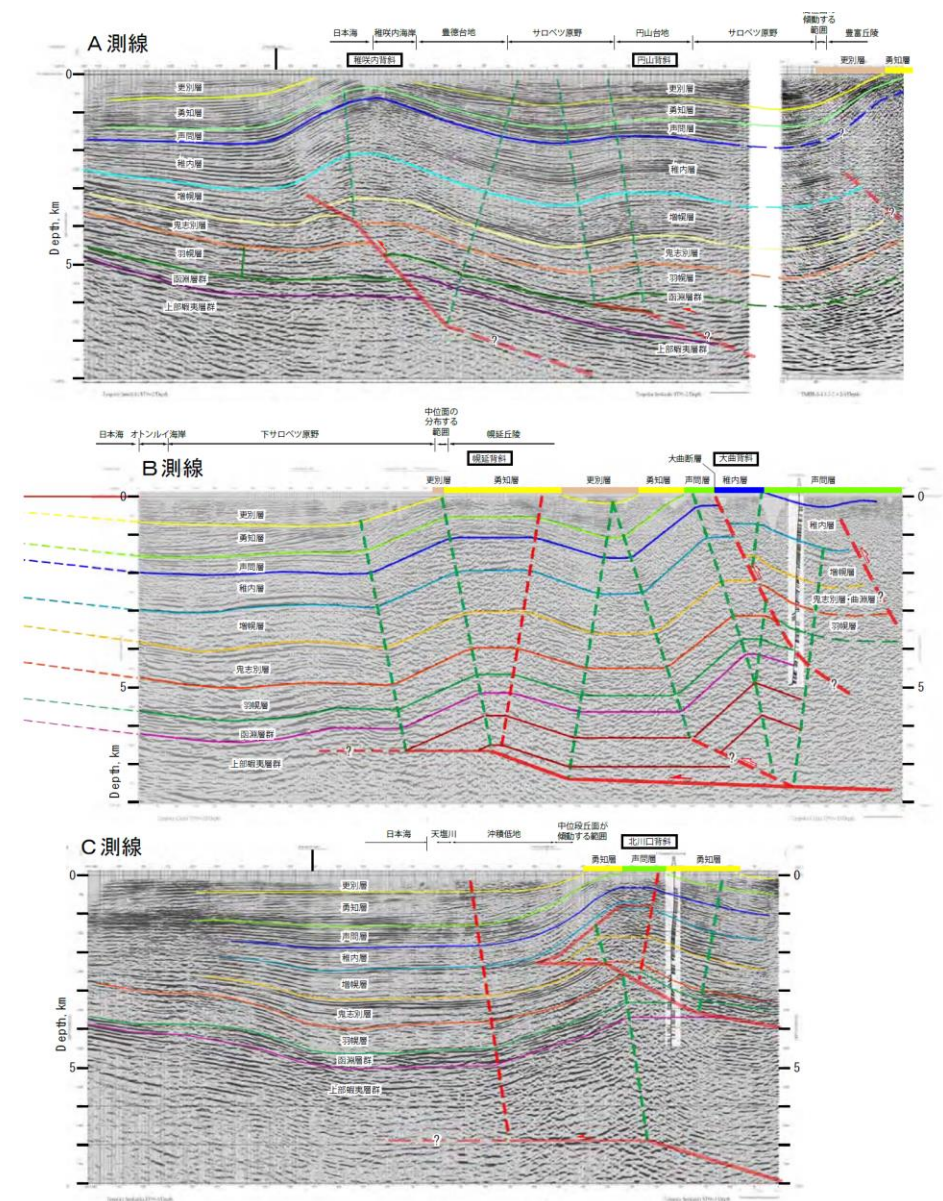 中位面の
傾動する
範囲
日本海
稚咲内海岸
豊徳台地
サロベツ原野
円山台地
サロベツ原野
豊富丘陵
A測線
稚咲内背斜
円山背斜
更別層
勇知層
0
更別層
勇知層
声問層
稚内層
増幌層
鬼志別層
羽幌層
函淵層群
上部蝦夷層群
更別層
勇知層
声問層
稚内層
増幌層
鬼志別層
羽幌層
函淵層群
上部蝦夷層群
Depth, km
5
?
?
?
?
中位面の
分布する
範囲
日本海
オトンルイ海岸
下サロベツ原野
幌延丘陵
B測線
幌延背斜
大曲断層
大曲背斜
更別層
勇知層
更別層
勇知層
声問層
稚内層
声問層
0
0
更別層
勇知層
声問層
稚内層
増幌層
鬼志別層
羽幌層
函淵層群
上部蝦夷層群
稚内層
増幌層
鬼志別層・曲淵層
羽幌層
Depth, km
5
5
?
?
?
?
中位段丘面が
傾動する範囲
日本海
天塩川
沖積低地
C測線
北川口背斜
勇知層
声問層
勇知層
0
0
更別層
勇知層
声問層
稚内層
増幌層
鬼志別層
羽幌層
函淵層群
上部蝦夷層群
Depth, km
5
5
?